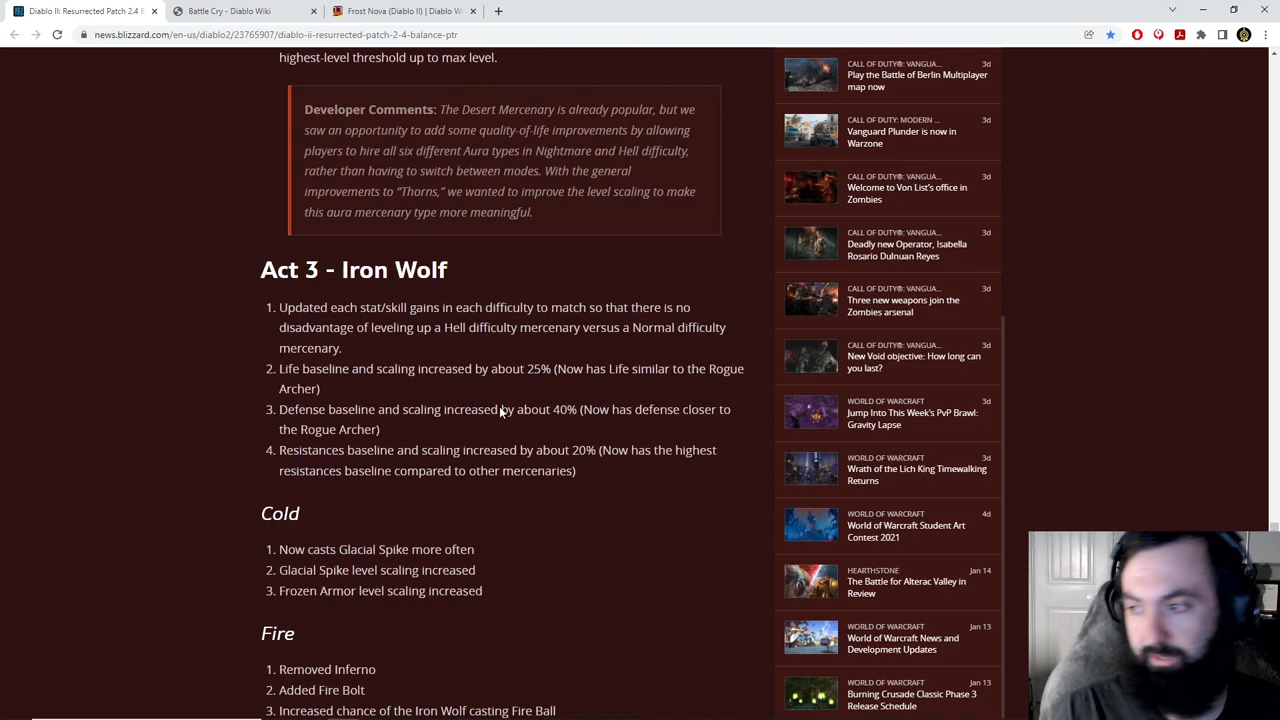 Diablo II: Resurrected Patch 2.4 B
Battle Cry - Diablo Wiki
Frost Nova (Diablo II) | Diablo W
news.blizzard.com/en-us/diablo2/23765907/diablo-ii-resurrected-patch-2-4-balance-ptr
highest-level threshold up to max level.
Developer Comments: The Desert Mercenary is already popular, but we
saw an opportunity to add some quality-of-life improvements by allowing
players to hire all six different Aura types in Nightmare and Hell difficulty,
rather than having to switch between modes. With the general
improvements to “Thorns,” we wanted to improve the level scaling to make
this aura mercenary type more meaningful.
Act 3 - Iron Wolf
1. Updated each stat/skill gains in each difficulty to match so that there is no
disadvantage of leveling up a Hell difficulty mercenary versus a Normal difficulty
mercenary.
2. Life baseline and scaling increased by about 25% (Now has Life similar to the Rogue
Archer)
3. Defense baseline and scaling increased by about 40% (Now has defense closer to
the Rogue Archer)
4. Resistances baseline and scaling increased by about 20% (Now has the highest
resistances baseline compared to other mercenaries)
Cold
1. Now casts Glacial Spike more often
2. Glacial Spike level scaling increased
3. Frozen Armor level scaling increased
Fire
1. Removed Inferno
2. Added Fire Bolt
3. Increased chance of the Iron Wolf casting Fire Ball
CALL OF DUTY®: VANGUA... 3d
Play the Battle of Berlin Multiplayer
map now
CALL OF DUTY: MODERN ... 3d
Vanguard Plunder is now in
Warzone
CALL OF DUTY®: VANGUA... 3d
Welcome to Von List's office in
Zombies
CALL OF DUTY®: VANGUA... 3d
Deadly new Operator, Isabella
Rosario Dulnuan Reyes
CALL OF DUTY®: VANGUA... 3d
Three new weapons join the
Zombies arsenal
CALL OF DUTY®: VANGUA... 3d
New Void objective: How long can
you last?
WORLD OF WARCRAFT 3d
Jump Into This Week's PvP Brawl:
Gravity Lapse
WORLD OF WARCRAFT 3d
Wrath of the Lich King Timewalking
Returns
WORLD OF WARCRAFT 4d
World of Warcraft Student Art
Contest 2021
HEARTHSTONE Jan 14
The Battle for Alterac Valley in
Review
WORLD OF WARCRAFT Jan 13
World of Warcraft News and
Development Updates
WORLD OF WARCRAFT Jan 13
Burning Crusade Classic Phase 3
Release Schedule